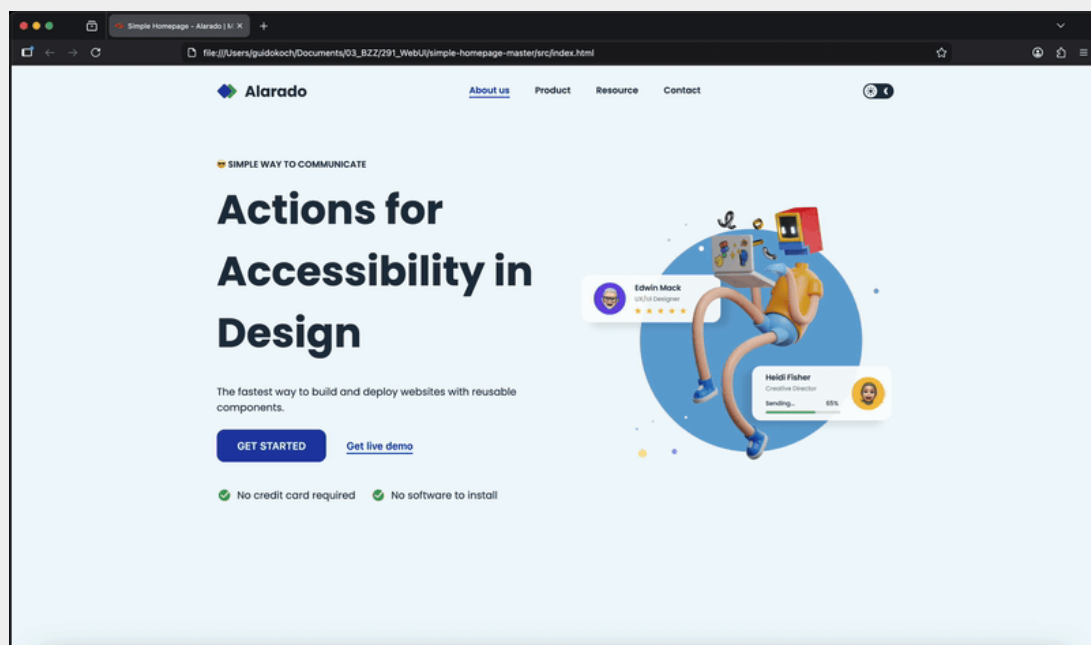 Simple Homepage - Alarado | M
file:///Users/guidokoch/Documents/03_BZZ/291_WebUI/simple-homepage-master/src/index.html
Alarado
About us Product Resource Contact
😎 SIMPLE WAY TO COMMUNICATE
Actions for
Accessibility in
Design
Edwin Mack
UX/UI Designer
Heidi Fisher
Creative Director
Sending... 65%
The fastest way to build and deploy websites with reusable
components.
GET STARTED Get live demo
No credit card required No software to install